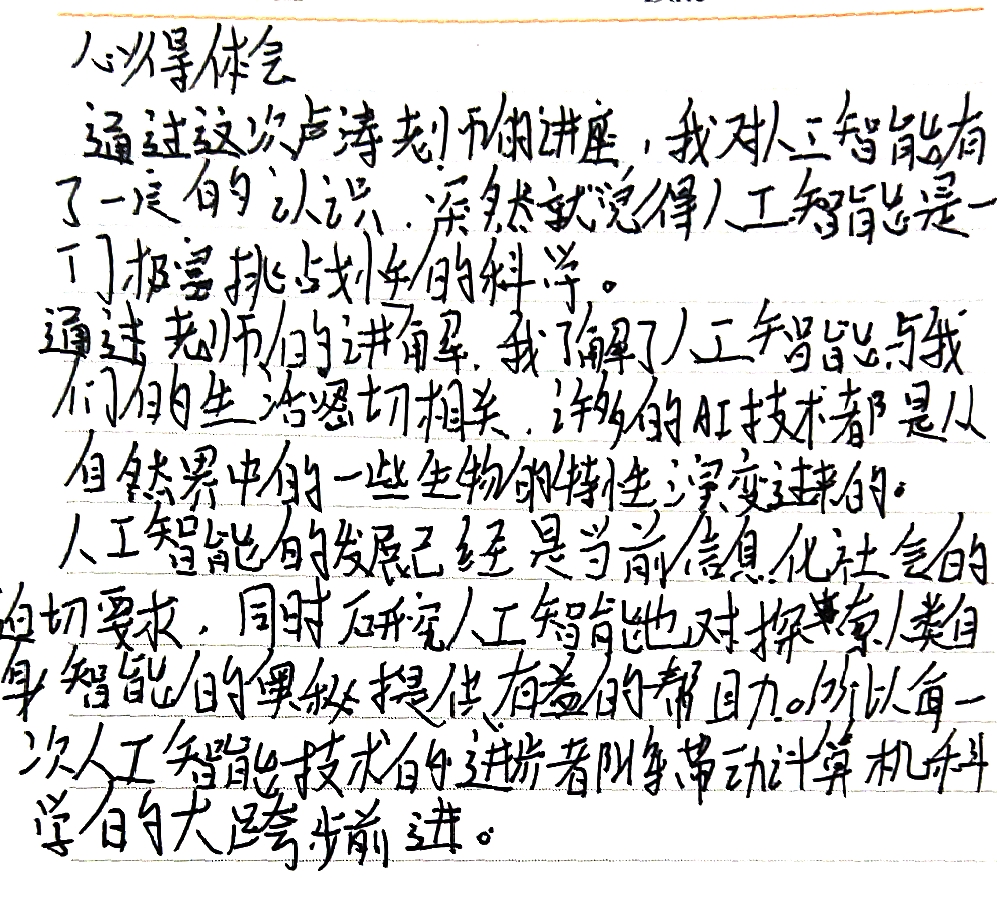 心得体会
通过这次卢涛老师的讲座,我对人工智能有
了一定的认识,深然就觉得人工智能是一
门极富挑战性的科学。
通过老师的讲解,我了解了人工智能与我
们的生活密切相关,许多的AI技术都是从
自然界中的一些生物的特性演变过来的。
人工智能的发展已经是当前信息化社会的
迫切要求,同时研究人工智能也对探索人类自
身智能的奥秘提供有益的帮助。所以每一
次人工智能技术的进步都将带动计算机科
学的大跨步前进。